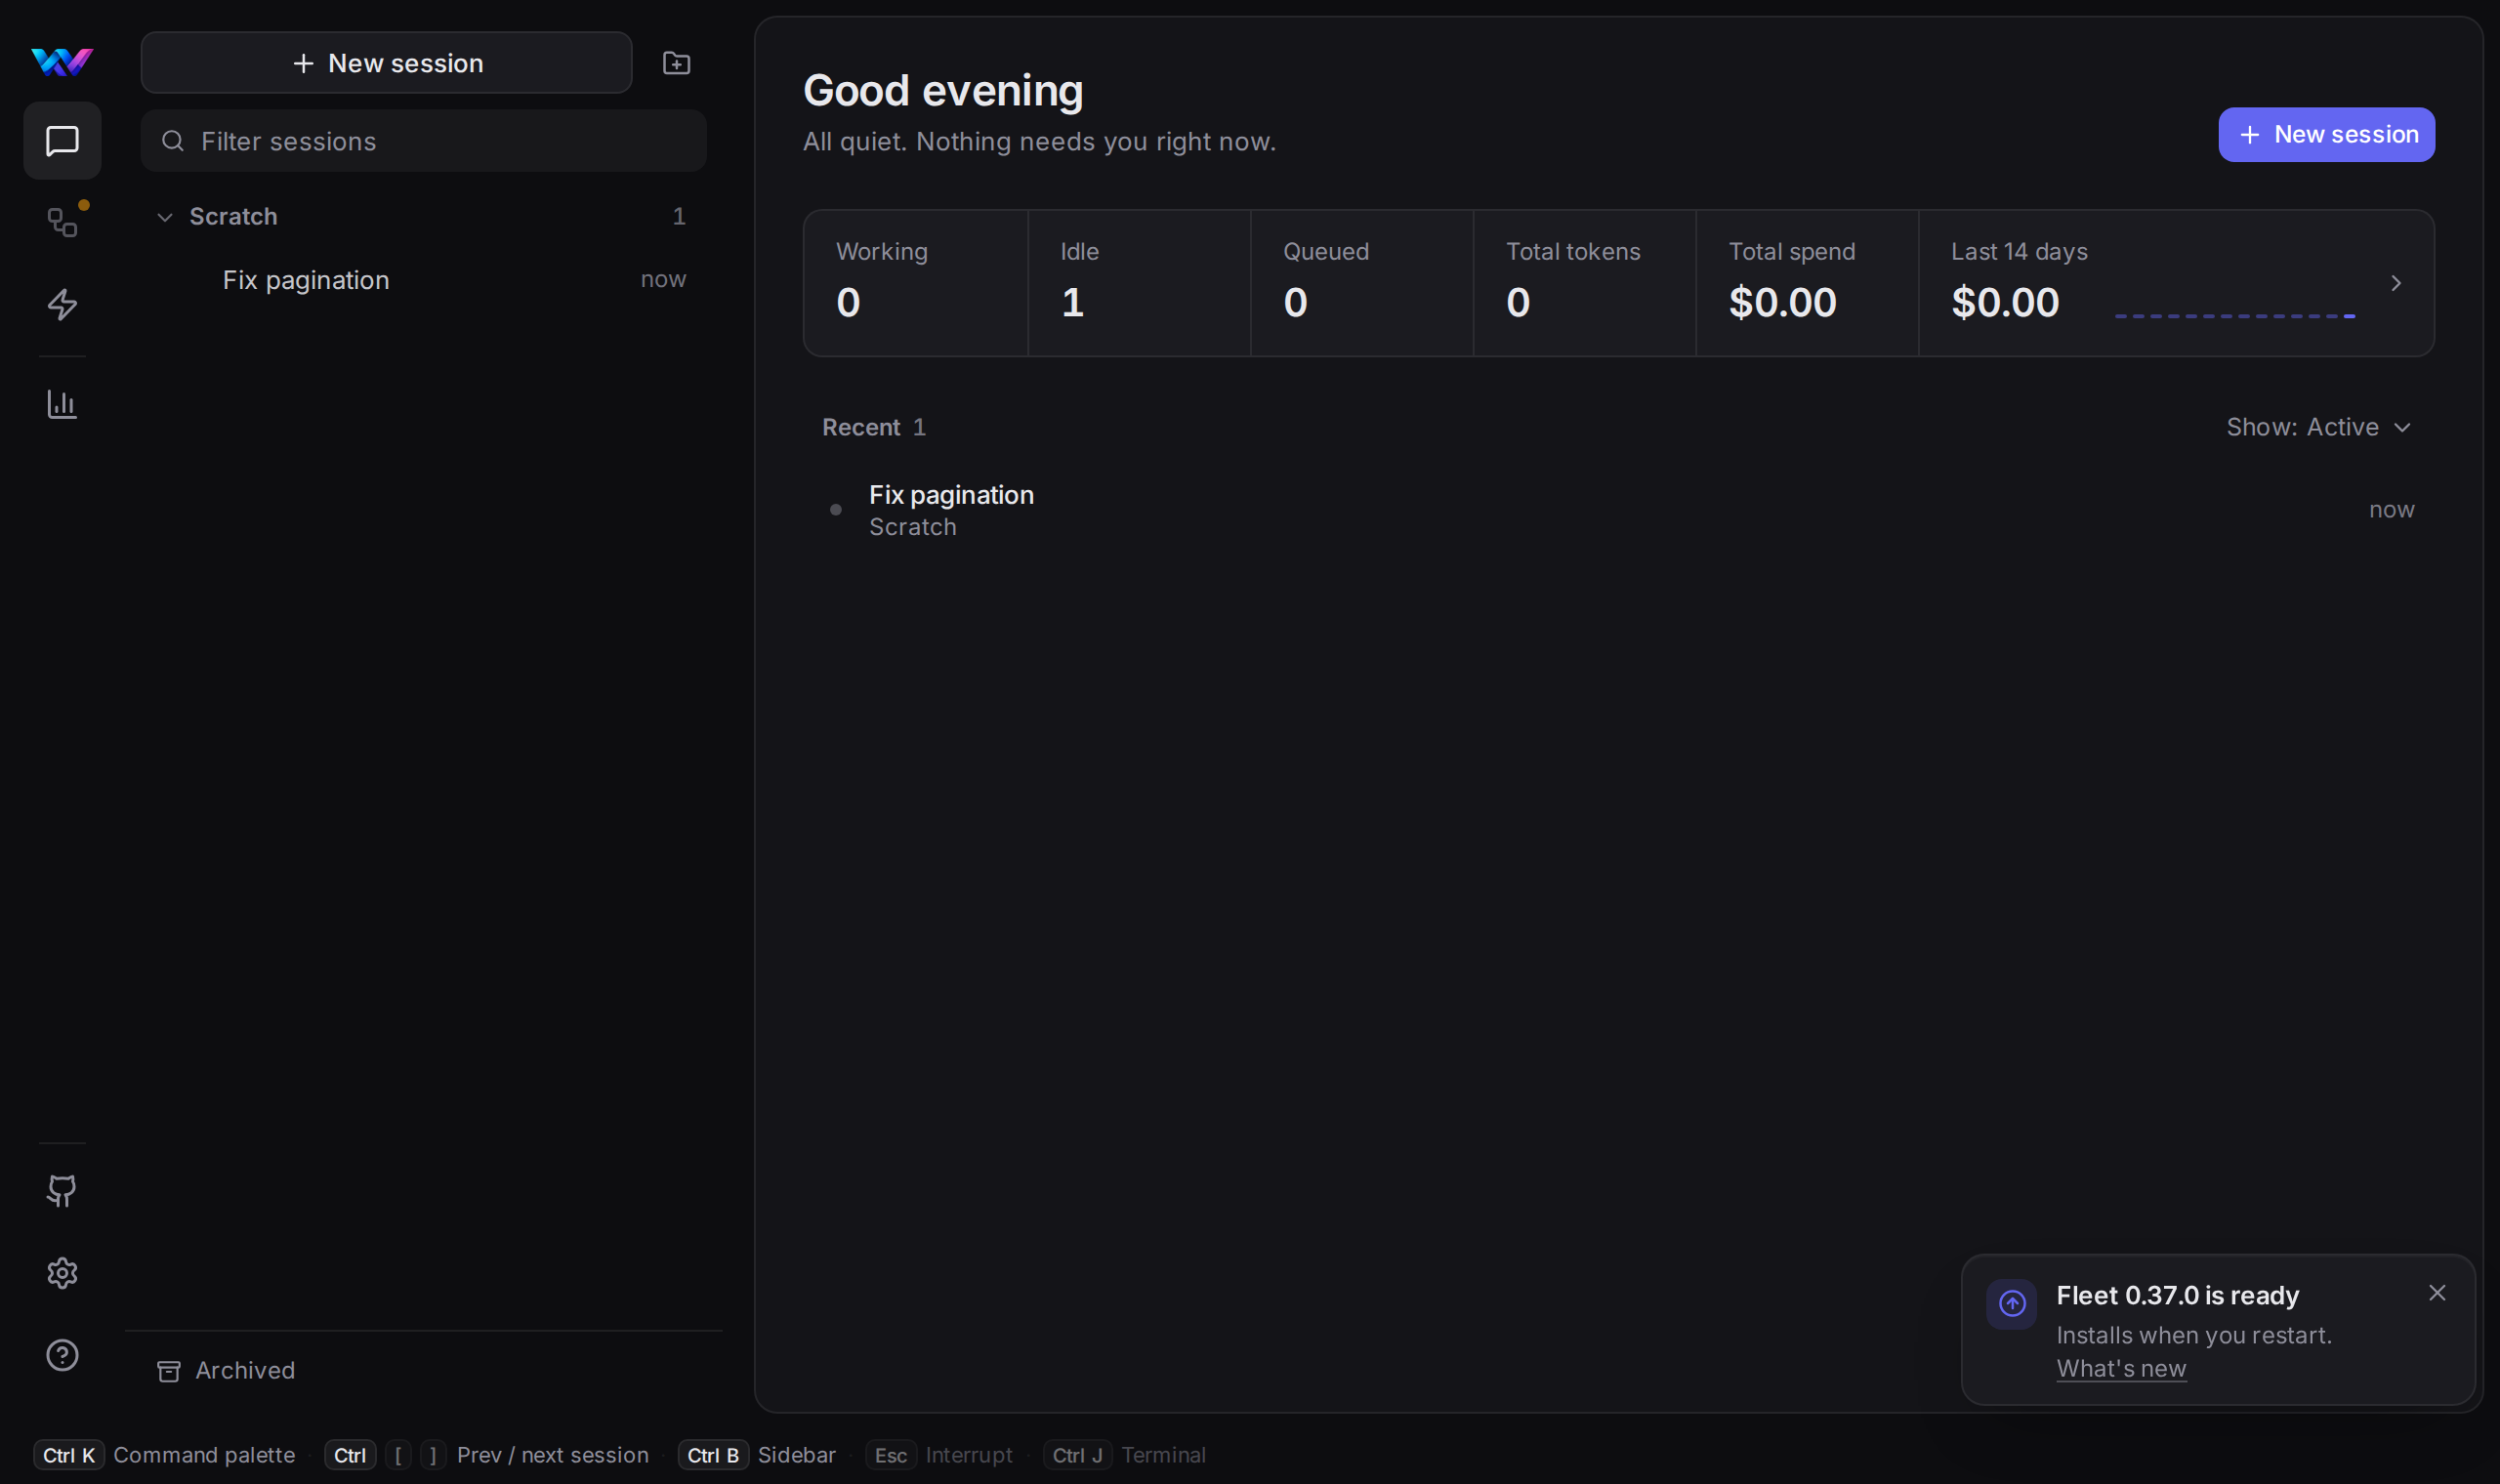 New session
Filter sessions
Scratch 1
Fix pagination now
Archived
Good evening
All quiet. Nothing needs you right now.
New session
Working
0
Idle
1
Queued
0
Total tokens
0
Total spend
$0.00
Last 14 days
$0.00
Recent 1
Show: Active
Fix pagination
Scratch
now
Fleet 0.37.0 is ready
Installs when you restart.
What's new
Ctrl K Command palette · Ctrl [ ] Prev / next session · Ctrl B Sidebar · Esc Interrupt · Ctrl J Terminal